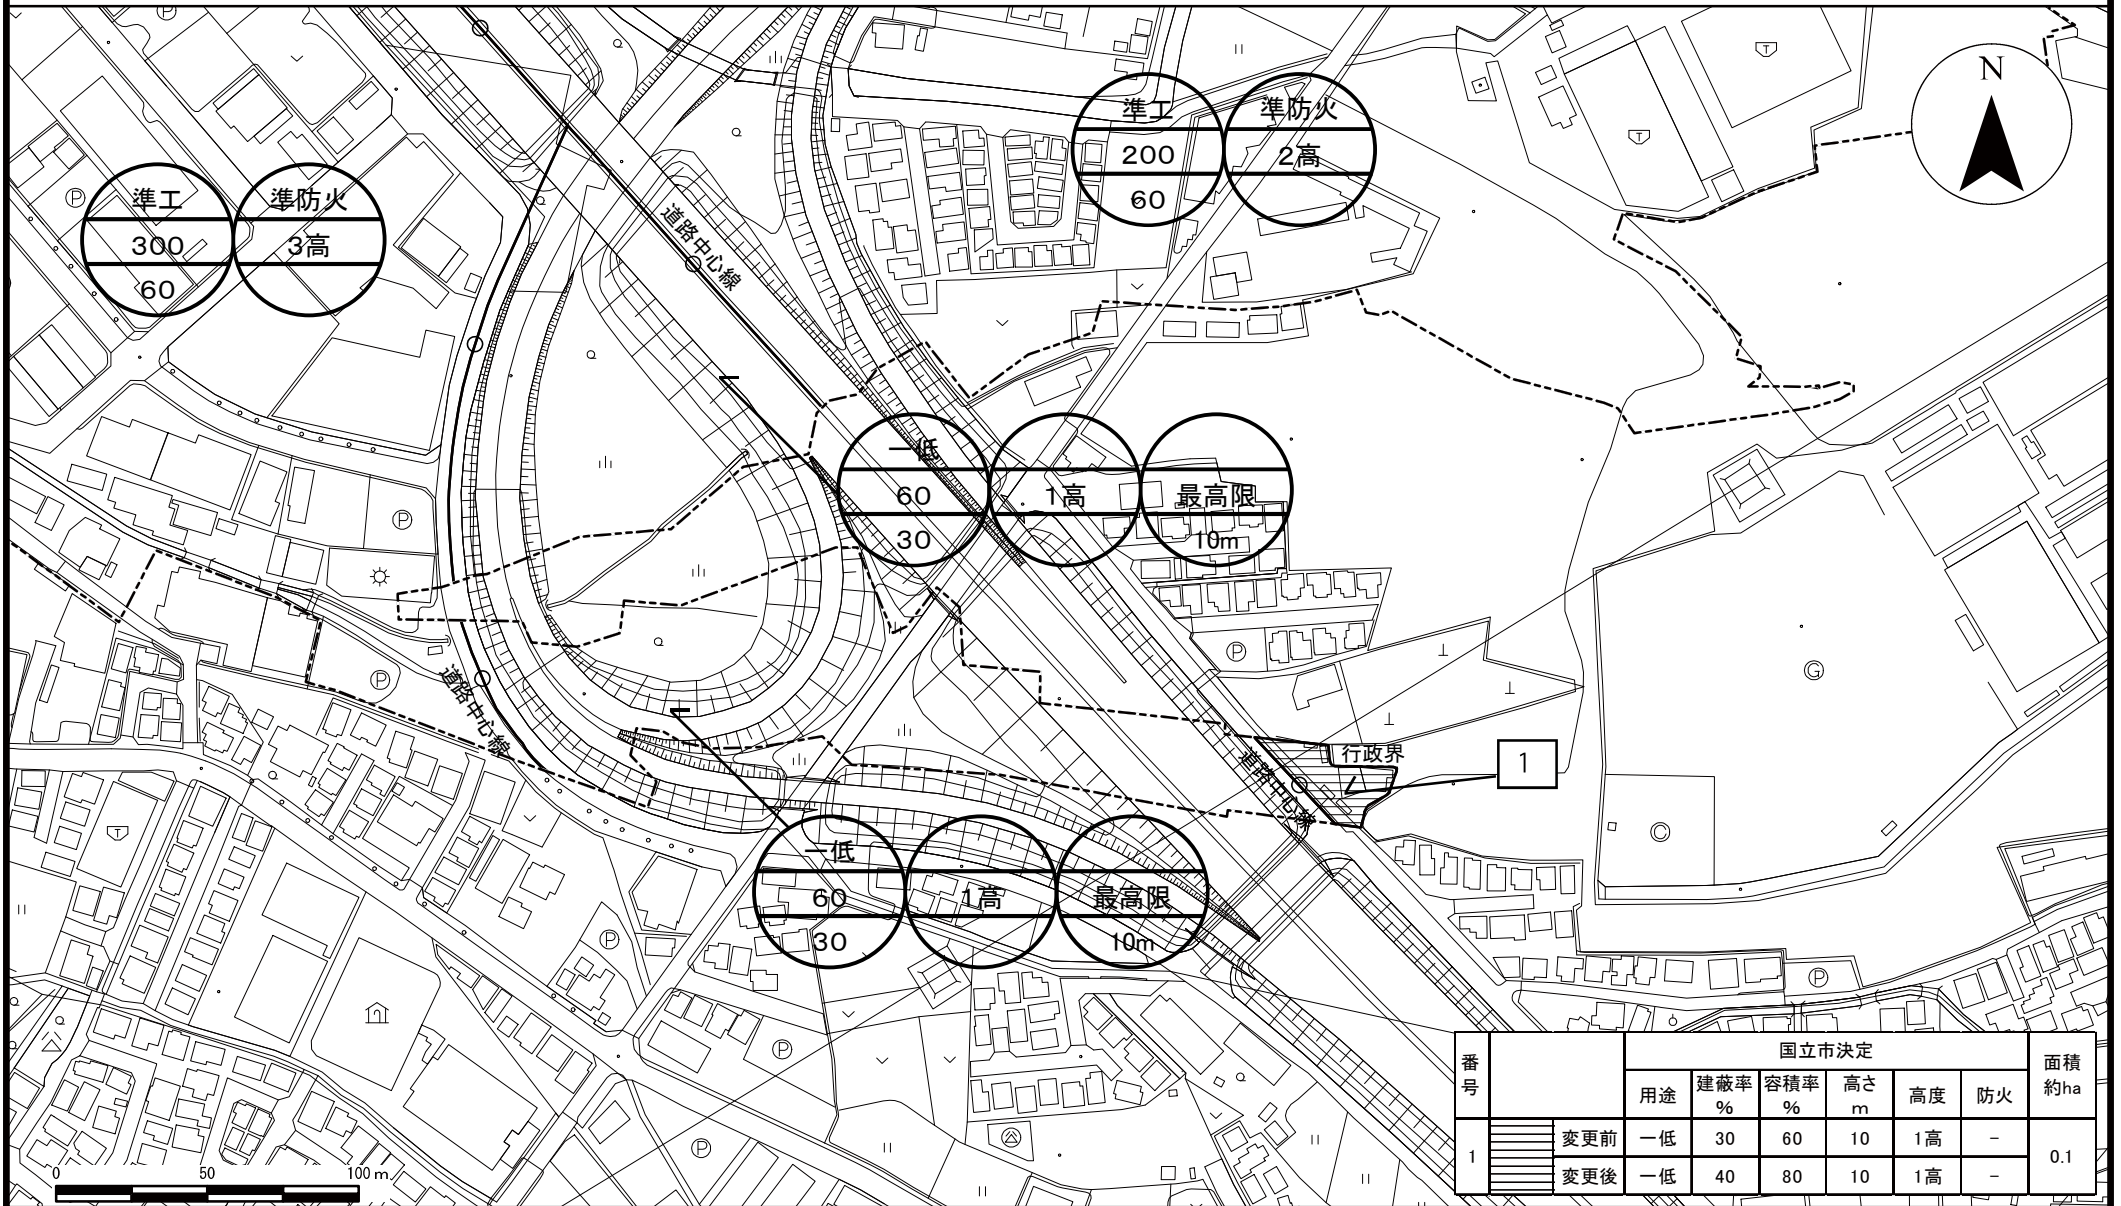 N
準工
200
60
準防火
2高
準工
300
60
準防火
3高
道路中心線
一低
60
30
1高
最高限
10m
道路中心線
行政界
1
道路中心線
一低
60
30
1高
最高限
10m
番号
国立市決定
面積
約ha
用途
建蔽率
%
容積率
%
高さ
m
高度
防火
1
変更前 一低 30 60 10 1高 -
変更後 一低 40 80 10 1高 -
0.1
0 50 100 m
P
P
P
P
P
P
P
P
P
T
T
T
G
C